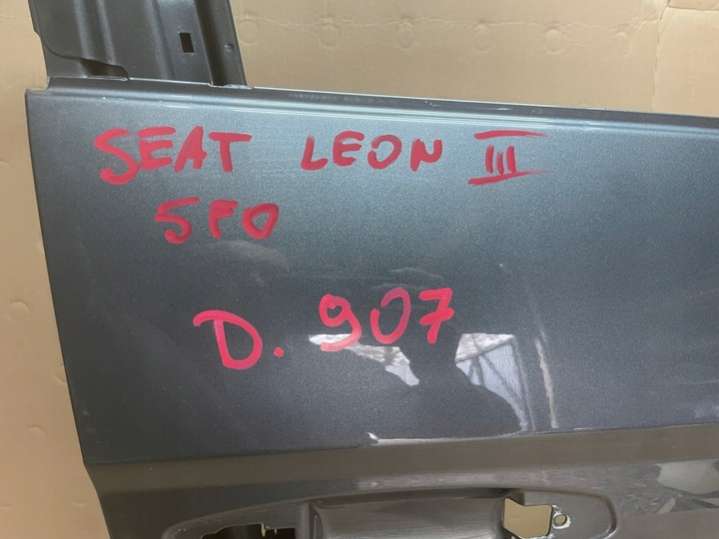 SEAT LEON III
5F0
D. 907